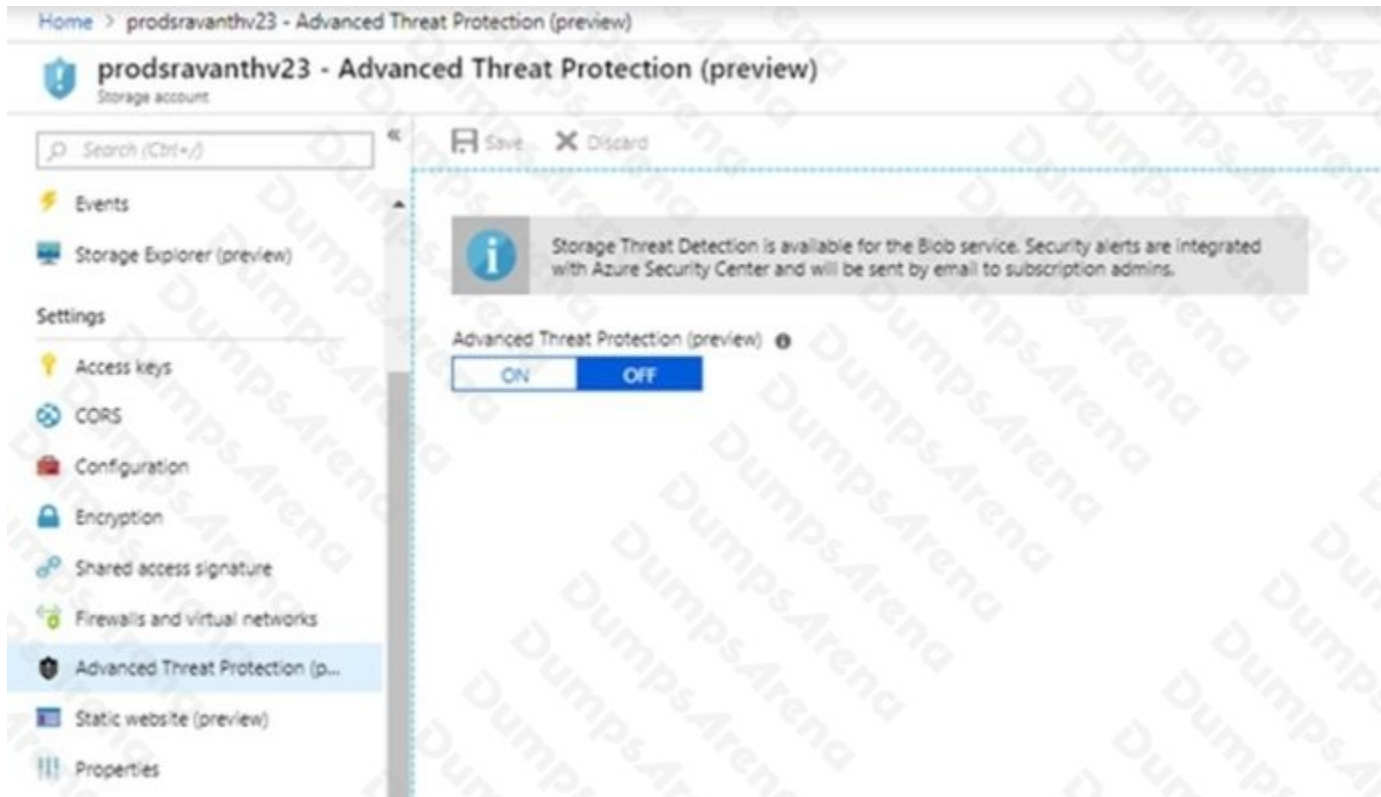 Home > prodsravanthv23 - Advanced Threat Protection (preview)
prodsravanthv23 - Advanced Threat Protection (preview)
Storage account
Search (Ctrl+/)
«
Save
Discard
Events
Storage Explorer (preview)
Settings
Access keys
CORS
Configuration
Encryption
Shared access signature
Firewalls and virtual networks
Advanced Threat Protection (p...
Static website (preview)
Properties
Storage Threat Detection is available for the Blob service. Security alerts are integrated
with Azure Security Center and will be sent by email to subscription admins.
Advanced Threat Protection (preview)
ON OFF
DumpsArena